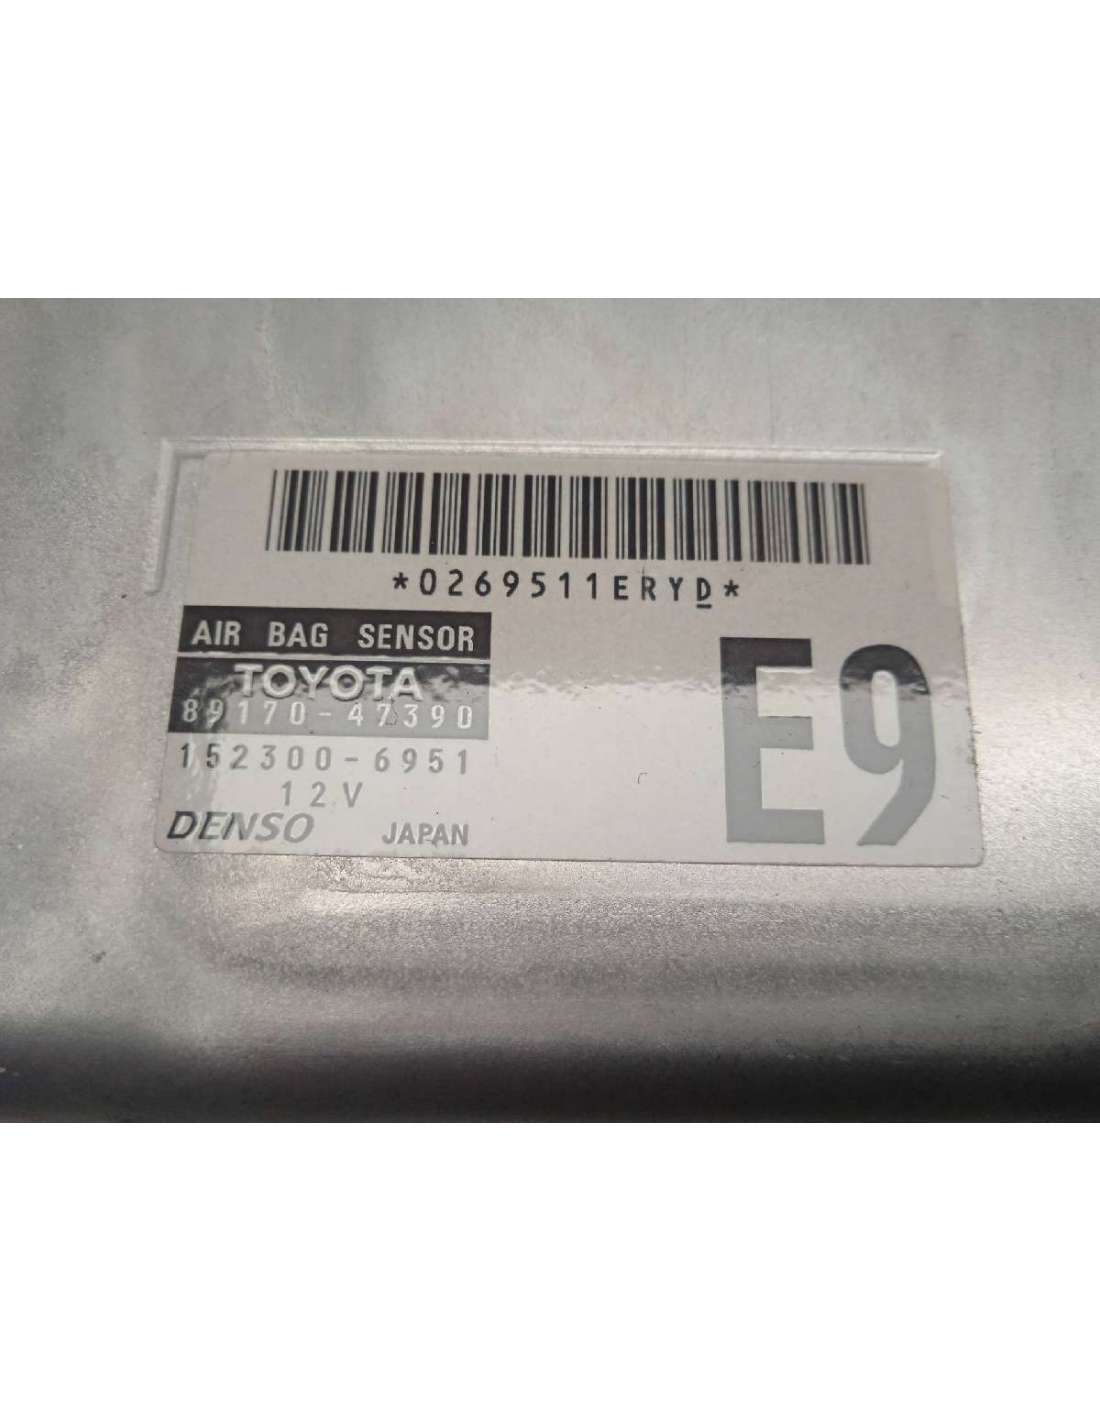 *0269511ERYD*
AIR BAG SENSOR
TOYOTA
89170-47390
152300-6951
12V
DENSO JAPAN
E9